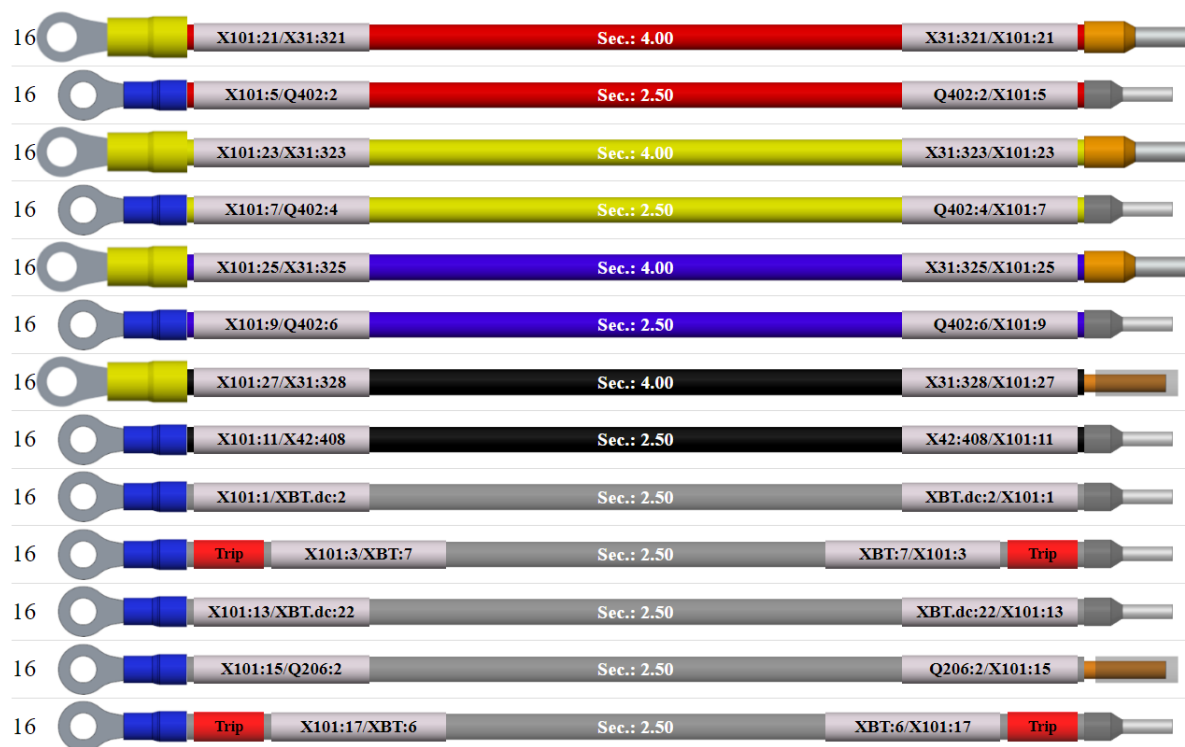 16 X101:21/X31:321 Sec.: 4.00 X31:321/X101:21
16 X101:5/Q402:2 Sec.: 2.50 Q402:2/X101:5
16 X101:23/X31:323 Sec.: 4.00 X31:323/X101:23
16 X101:7/Q402:4 Sec.: 2.50 Q402:4/X101:7
16 X101:25/X31:325 Sec.: 4.00 X31:325/X101:25
16 X101:9/Q402:6 Sec.: 2.50 Q402:6/X101:9
16 X101:27/X31:328 Sec.: 4.00 X31:328/X101:27
16 X101:11/X42:408 Sec.: 2.50 X42:408/X101:11
16 X101:1/XBT.dc:2 Sec.: 2.50 XBT.dc:2/X101:1
16 Trip X101:3/XBT:7 Sec.: 2.50 XBT:7/X101:3 Trip
16 X101:13/XBT.dc:22 Sec.: 2.50 XBT.dc:22/X101:13
16 X101:15/Q206:2 Sec.: 2.50 Q206:2/X101:15
16 Trip X101:17/XBT:6 Sec.: 2.50 XBT:6/X101:17 Trip